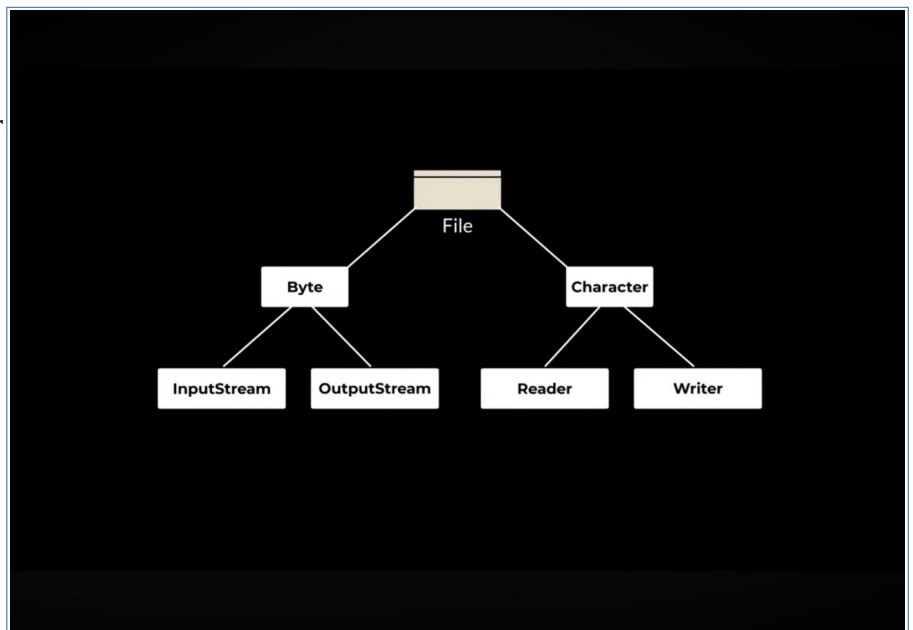 File
Byte
Character
InputStream
OutputStream
Reader
Writer